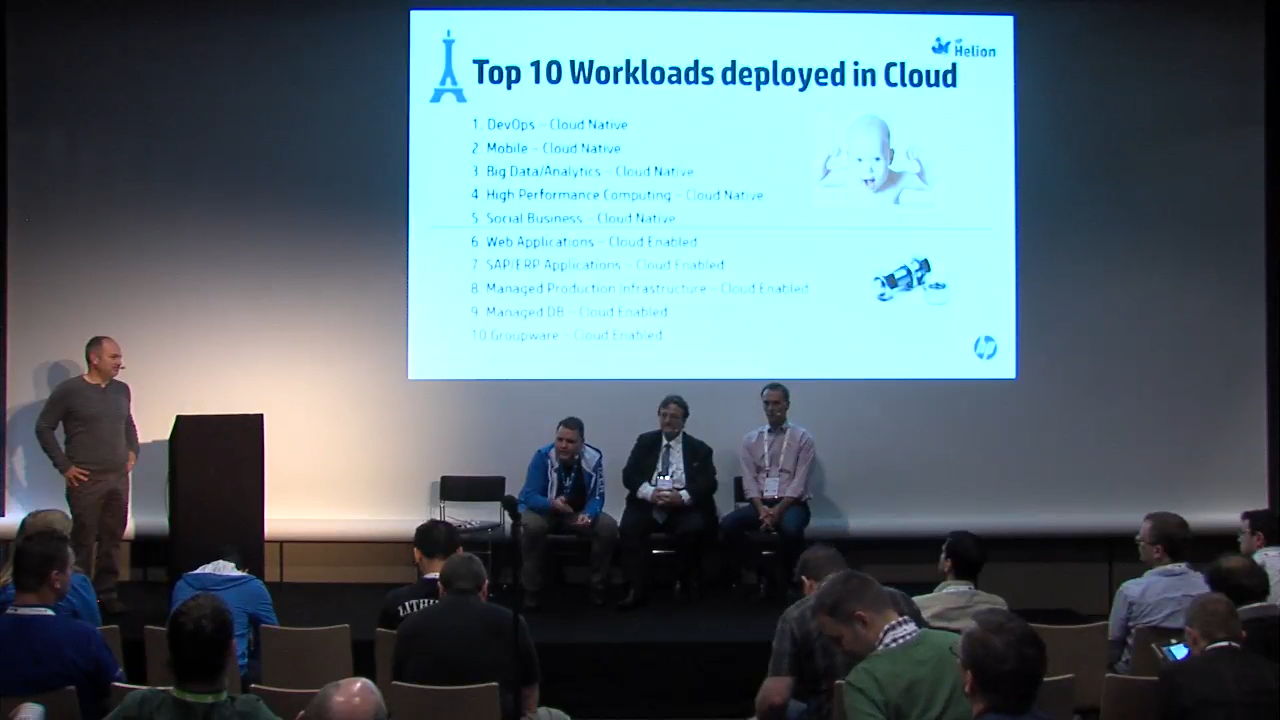 hp
Helion
Top 10 Workloads deployed in Cloud
1. DevOps – Cloud Native
2. Mobile – Cloud Native
3. Big Data/Analytics – Cloud Native
4. High Performance Computing – Cloud Native
5. Social Business – Cloud Native
6. Web Applications – Cloud Enabled
7. SAP/ERP Applications – Cloud Enabled
8. Managed Production Infrastructure – Cloud Enabled
9. Managed DB – Cloud Enabled
10. Groupware – Cloud Enabled
hp